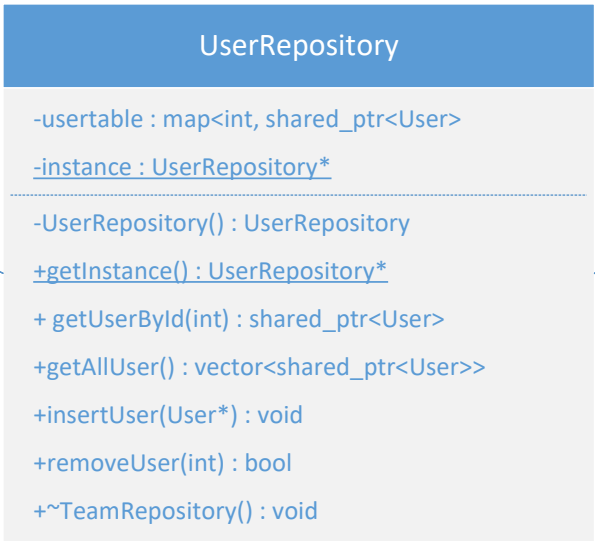 UserRepository
-usertable : map<int, shared_ptr<User>
-instance : UserRepository*
-UserRepository() : UserRepository
+getInstance() : UserRepository*
+ getUserById(int) : shared_ptr<User>
+getAllUser() : vector<shared_ptr<User>>
+insertUser(User*) : void
+removeUser(int) : bool
+~TeamRepository() : void